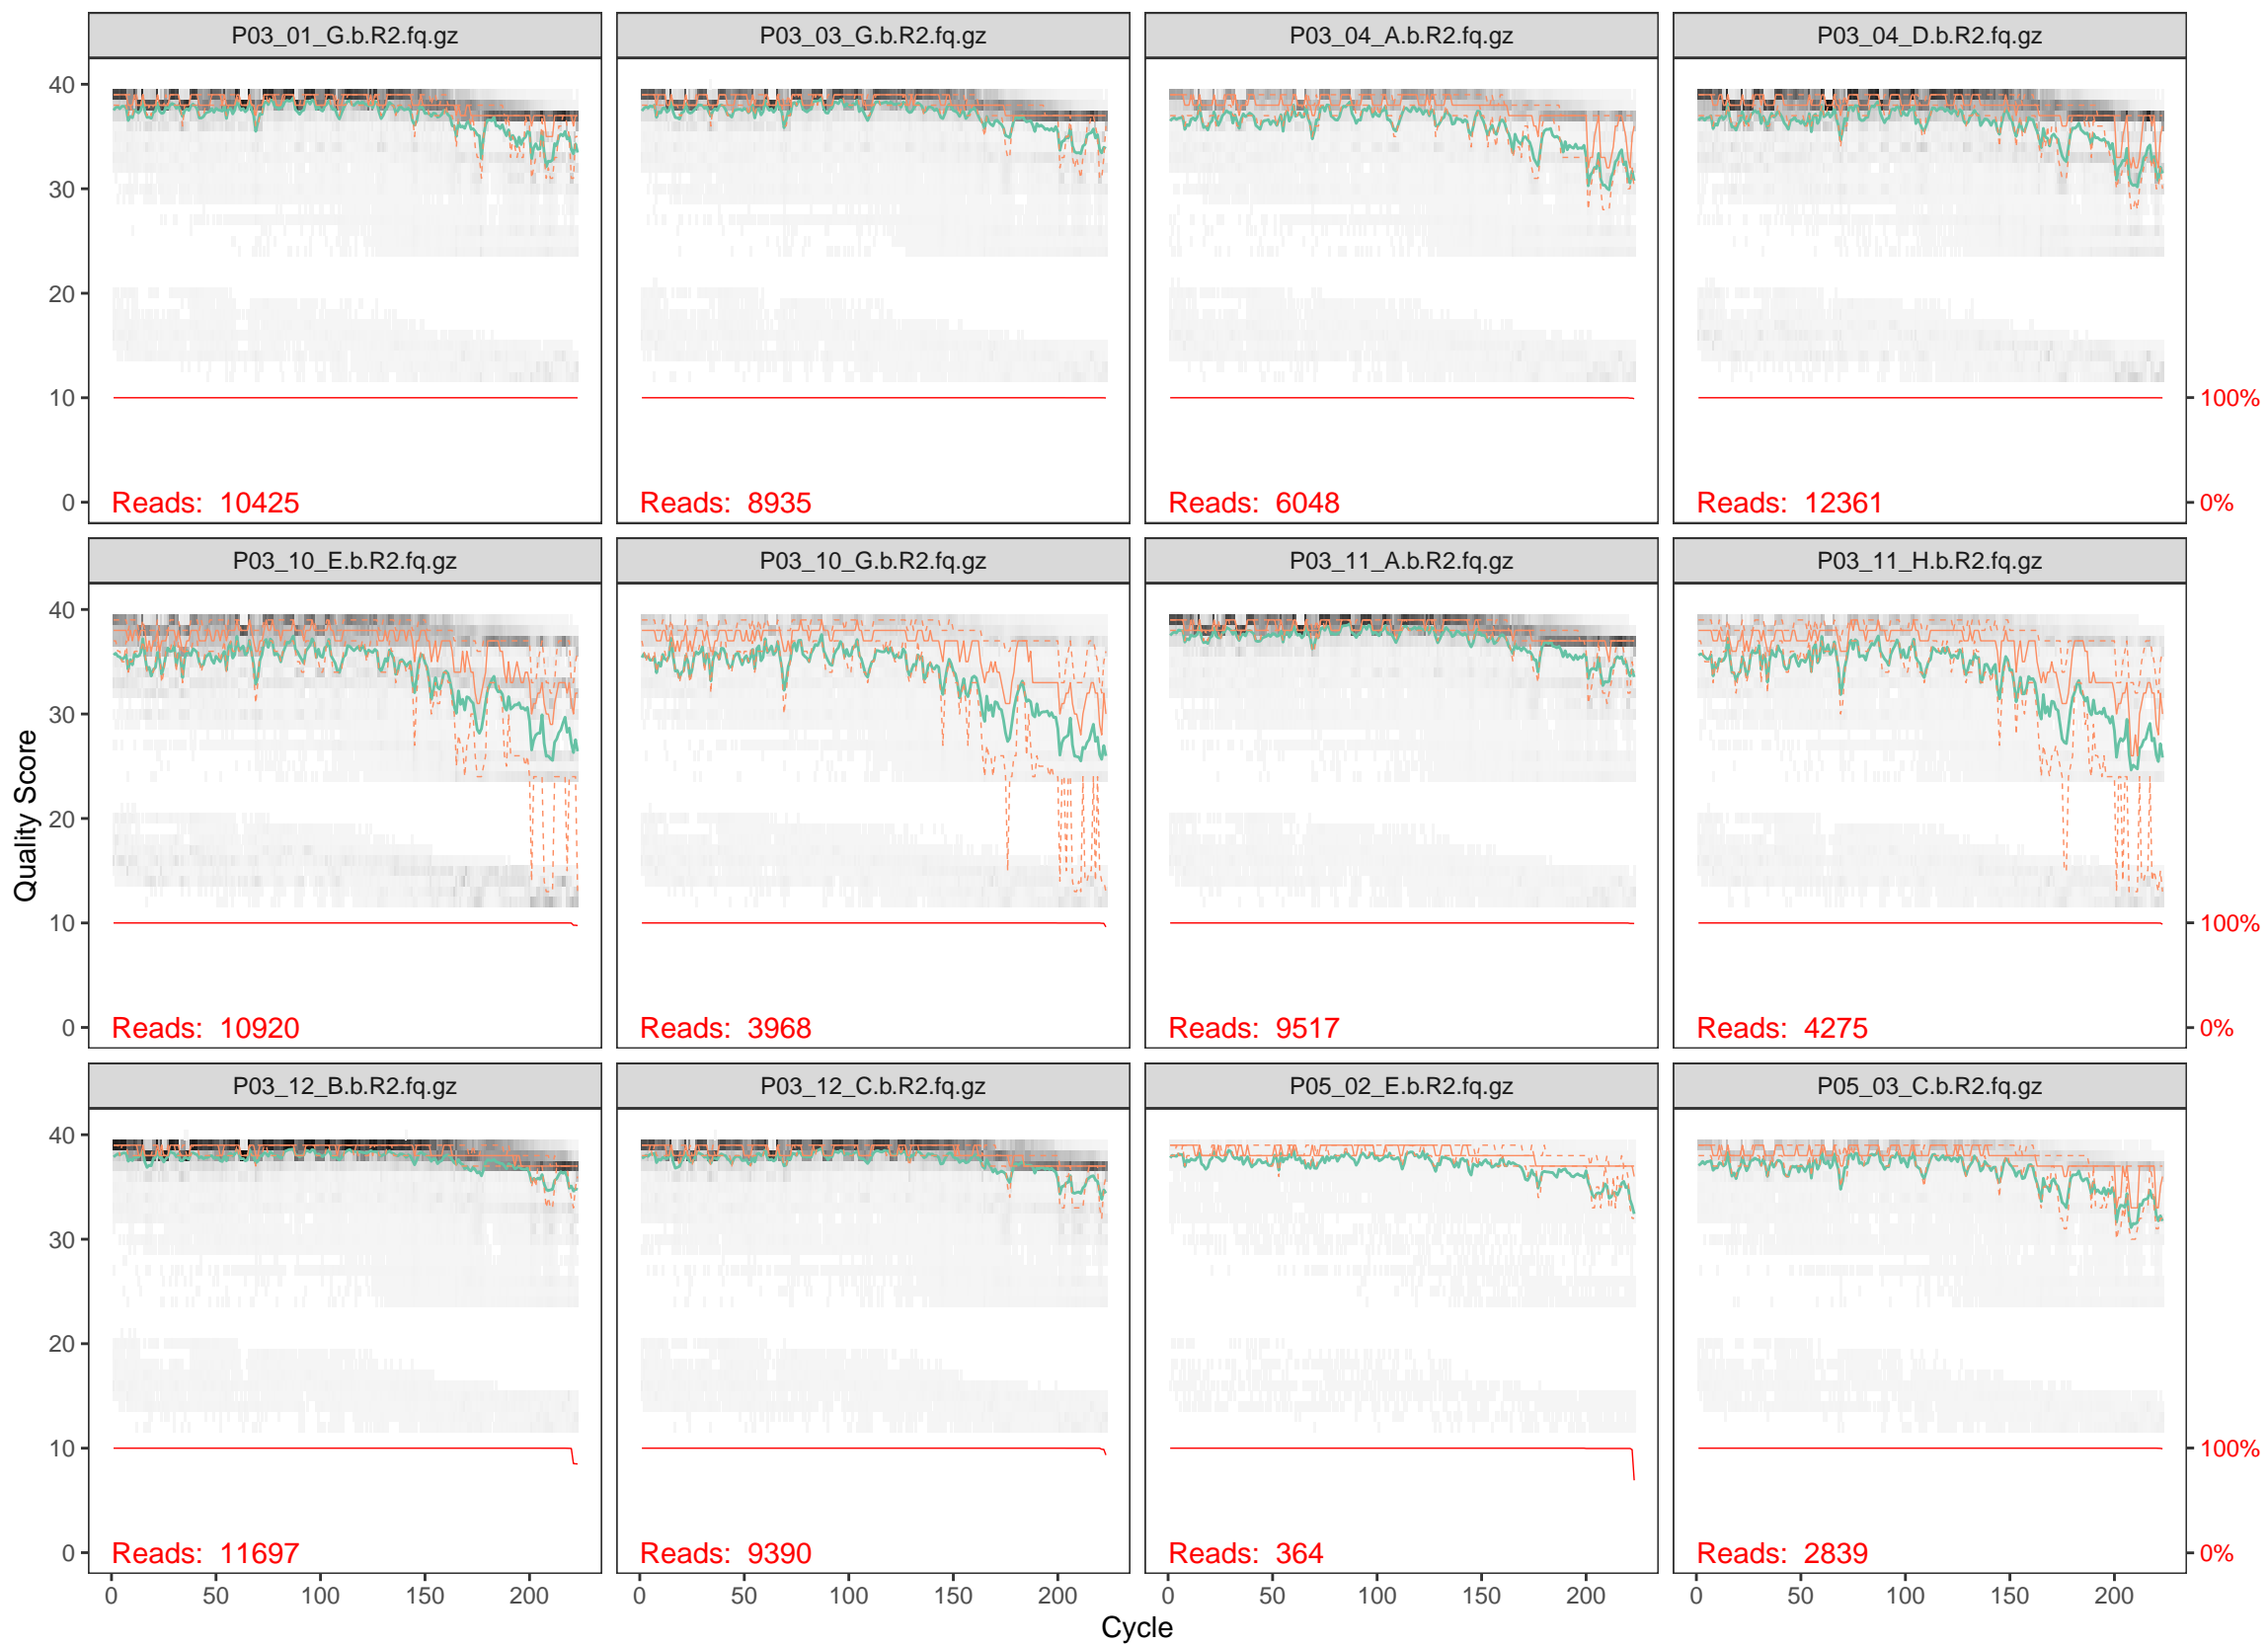 P03_01_G.b.R2.fq.gz
P03_03_G.b.R2.fq.gz
P03_04_A.b.R2.fq.gz
P03_04_D.b.R2.fq.gz
40
30
20
10
0
Reads: 10425
Reads: 8935
Reads: 6048
Reads: 12361
100%
0%
P03_10_E.b.R2.fq.gz
P03_10_G.b.R2.fq.gz
P03_11_A.b.R2.fq.gz
P03_11_H.b.R2.fq.gz
Quality Score
40
30
20
10
0
Reads: 10920
Reads: 3968
Reads: 9517
Reads: 4275
100%
0%
P03_12_B.b.R2.fq.gz
P03_12_C.b.R2.fq.gz
P05_02_E.b.R2.fq.gz
P05_03_C.b.R2.fq.gz
40
30
20
10
0
Reads: 11697
Reads: 9390
Reads: 364
Reads: 2839
100%
0%
0 50 100 150 200
0 50 100 150 200
0 50 100 150 200
0 50 100 150 200
Cycle